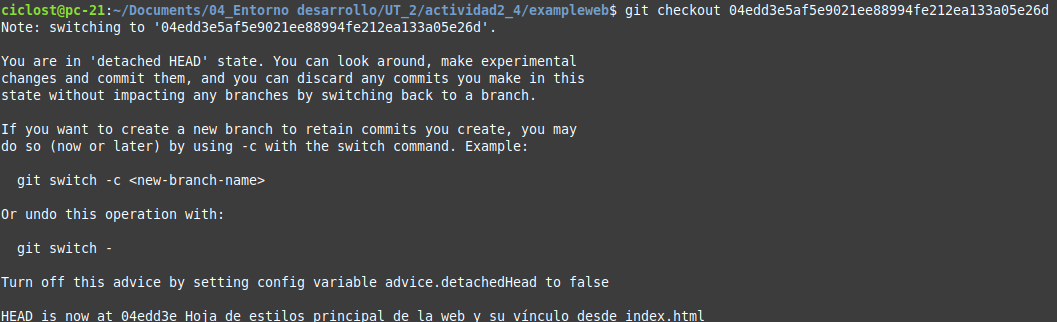 ciclost@pc-21:~/Documents/04_Entorno desarrollo/UT_2/actividad2_4/exampleweb$ git checkout 04edd3e5af5e9021ee88994fe212ea133a05e26d
Note: switching to '04edd3e5af5e9021ee88994fe212ea133a05e26d'.
You are in 'detached HEAD' state. You can look around, make experimental
changes and commit them, and you can discard any commits you make in this
state without impacting any branches by switching back to a branch.
If you want to create a new branch to retain commits you create, you may
do so (now or later) by using -c with the switch command. Example:
git switch -c <new-branch-name>
Or undo this operation with:
git switch -
Turn off this advice by setting config variable advice.detachedHead to false
HEAD is now at 04edd3e Hoja de estilos principal de la web y su vínculo desde index.html